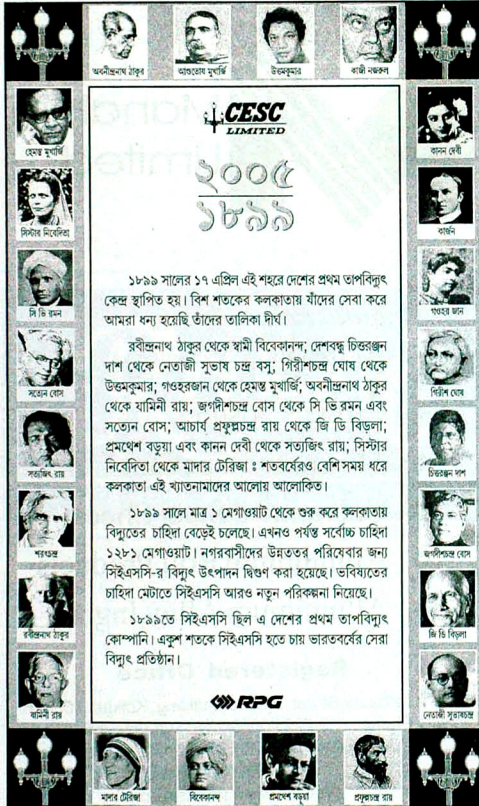 অবনীন্দ্রনাথ ঠাকুর
আশুতোষ মুখার্জি
উত্তমকুমার
কাজী নজরুল
হেমন্ত মুখার্জি
কানন দেবী
সিস্টার নিবেদিতা
কার্জন
সি ভি রমন
গওহর জান
সত্যেন বোস
গিরীশ ঘোষ
সত্যজিৎ রায়
চিত্তরঞ্জন দাশ
শরৎচন্দ্র
জগদীশচন্দ্র বোস
রবীন্দ্রনাথ ঠাকুর
জি ডি বিড়লা
যামিনী রায়
নেতাজী সুভাষচন্দ্র
CESC
LIMITED
২০০৫
১৮৯৯
১৮৯৯ সালের ১৭ এপ্রিল এই শহরে দেশের প্রথম তাপবিদ্যুৎ
কেন্দ্র স্থাপিত হয়। বিশ শতকের কলকাতায় যাঁদের সেবা করে
আমরা ধন্য হয়েছি তাঁদের তালিকা দীর্ঘ।
রবীন্দ্রনাথ ঠাকুর থেকে স্বামী বিবেকানন্দ; দেশবন্ধু চিত্তরঞ্জন
দাশ থেকে নেতাজী সুভাষ চন্দ্র বসু; গিরীশচন্দ্র ঘোষ থেকে
উত্তমকুমার; গওহরজান থেকে হেমন্ত মুখার্জি; অবনীন্দ্রনাথ ঠাকুর
থেকে যামিনী রায়; জগদীশচন্দ্র বোস থেকে সি ভি রমন এবং
সত্যেন বোস; আচার্য প্রফুল্লচন্দ্র রায় থেকে জি ডি বিড়লা;
প্রমথেশ বড়ুয়া এবং কানন দেবী থেকে সত্যজিৎ রায়; সিস্টার
নিবেদিতা থেকে মাদার টেরিজা : শতবর্ষেরও বেশি সময় ধরে
কলকাতা এই খ্যাতনামাদের আলোয় আলোকিত।
১৮৯৯ সালে মাত্র ১ মেগাওয়াট থেকে শুরু করে কলকাতায়
বিদ্যুতের চাহিদা বেড়েই চলেছে। এখনও পর্যন্ত সর্বোচ্চ চাহিদা
১২৮১ মেগাওয়াট। নগরবাসীদের উন্নততর পরিষেবার জন্য
সিইএসসি-র বিদ্যুৎ উৎপাদন দ্বিগুণ করা হয়েছে। ভবিষ্যতের
চাহিদা মেটাতে সিইএসসি আরও নতুন পরিকল্পনা নিয়েছে।
১৮৯৯তে সিইএসসি ছিল এ দেশের প্রথম তাপবিদ্যুৎ
কোম্পানি। একুশ শতকে সিইএসসি হতে চায় ভারতবর্ষের সেরা
বিদ্যুৎ প্রতিষ্ঠান।
RPG
মাদার টেরিজা
বিবেকানন্দ
প্রমথেশ বড়ুয়া
প্রফুল্লচন্দ্র রায়